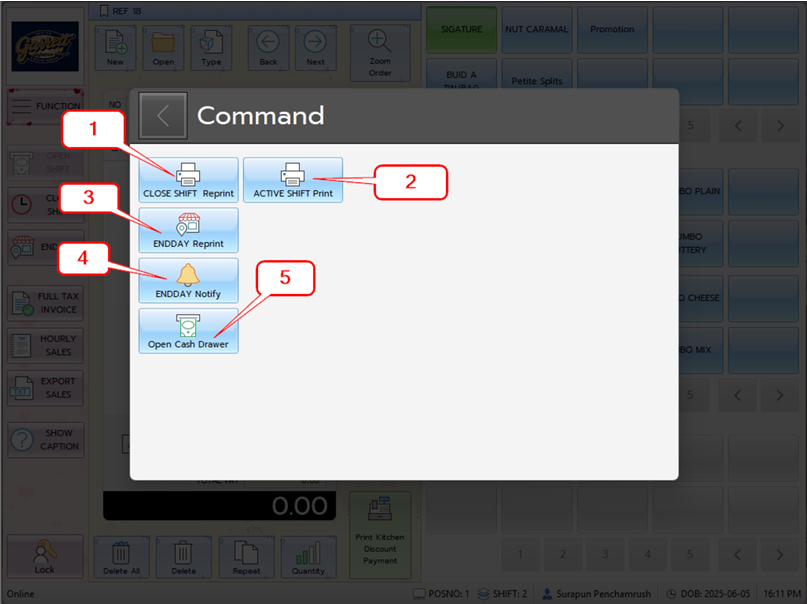 REF 18
Garrett
New
Open
Type
Back
Next
Zoom
Order
SIGATURE
NUT CARAMAL
Promotion
BUID A
Petite Splits
FUNCTION
NO
Command
5
OPEN
SHIFT
1
2
3
4
5
CLOSE SHIFT Reprint
ACTIVE SHIFT Print
ENDDAY Reprint
ENDDAY Notify
Open Cash Drawer
FULL TAX
INVOICE
HOURLY
SALES
EXPORT
SALES
SHOW
CAPTION
Lock
BO PLAIN
UMBO
TTERY
O CHEESE
BO MIX
5
TOTAL VAT
0.00
0.00
Print Kitchen
Discount
Payment
Delete All
Delete
Repeat
Quantity
1
2
3
4
5
Online
POSNO: 1
SHIFT: 2
Surapun Penchamrush
DOB: 2025-06-05
16:11 PM